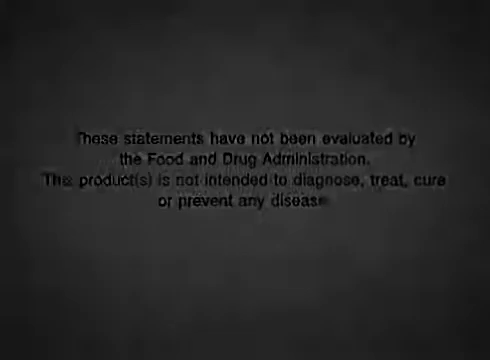 These statements have not been evaluated by
the Food and Drug Administration.
This product(s) is not intended to diagnose, treat, cure
or prevent any disease